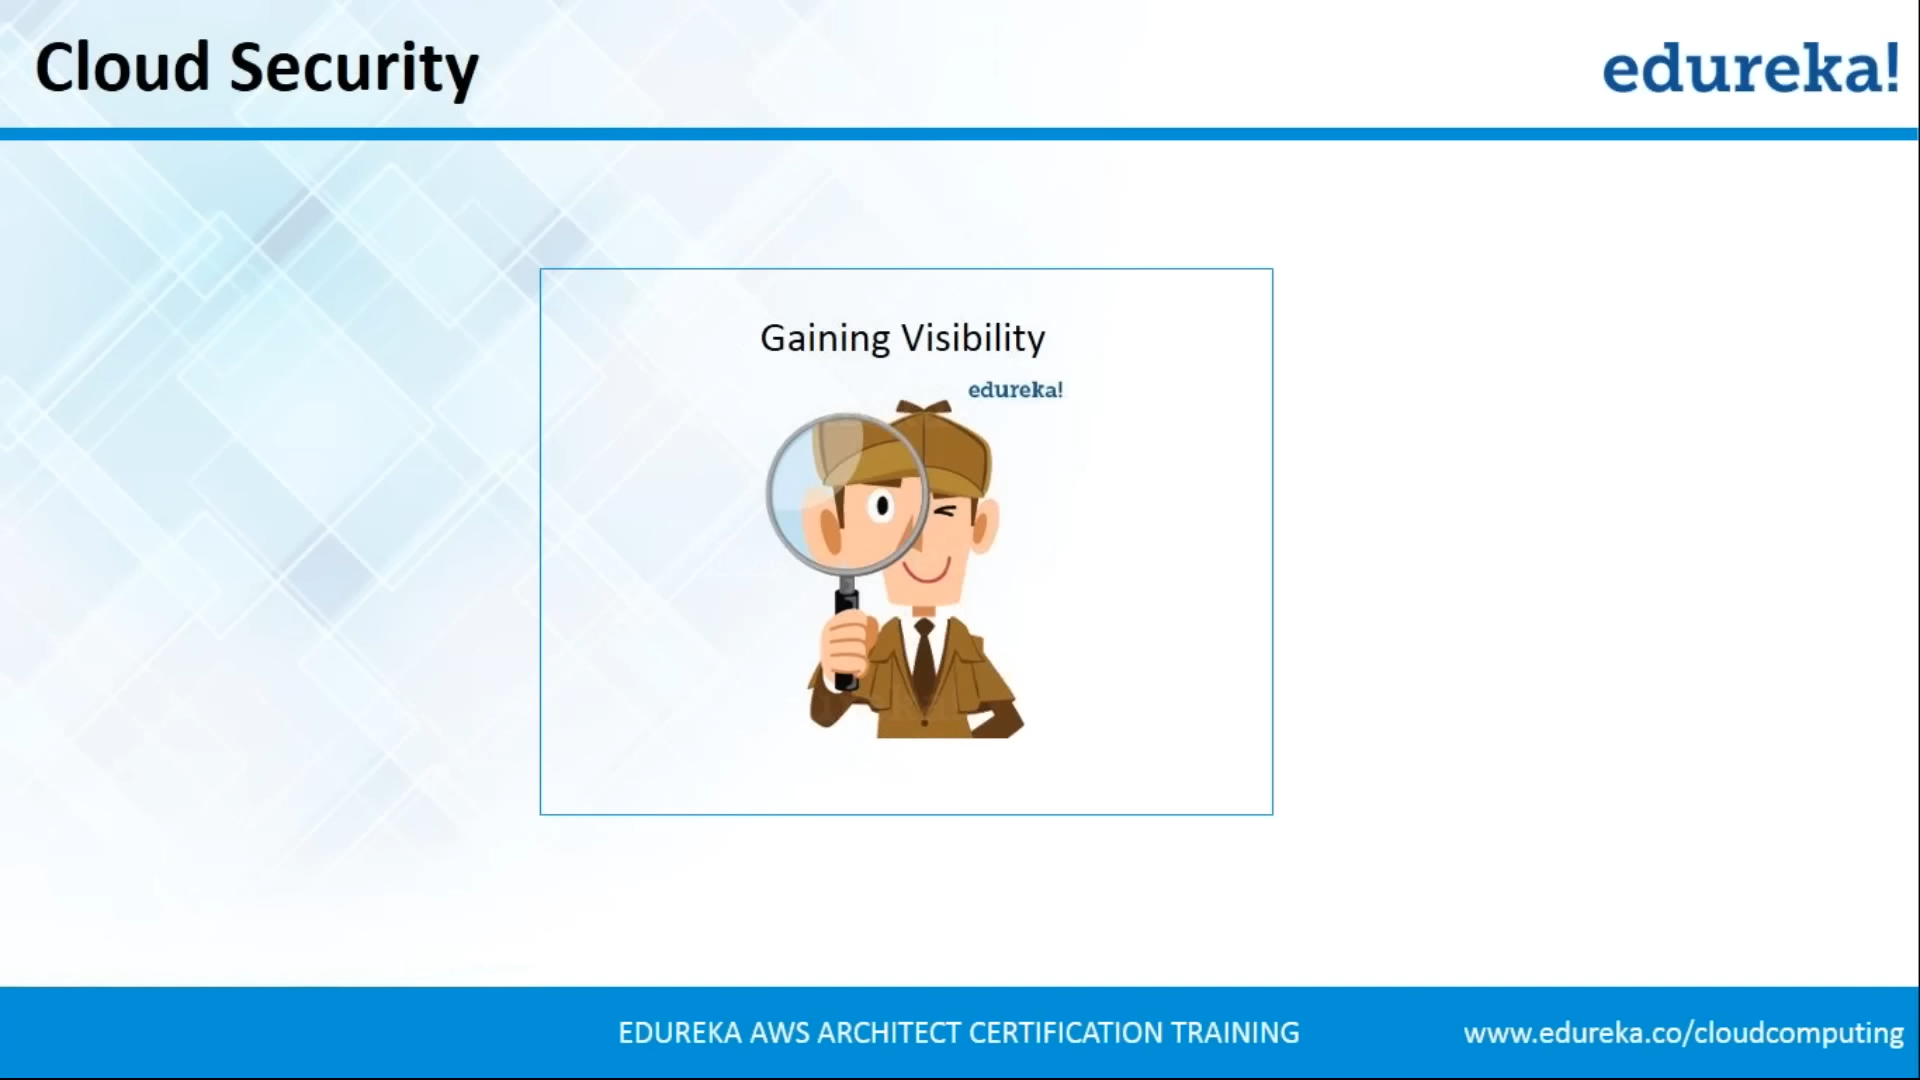 Cloud Security
edureka!
Gaining Visibility
edureka!
EDUREKA AWS ARCHITECT CERTIFICATION TRAINING
www.edureka.co/cloudcomputing